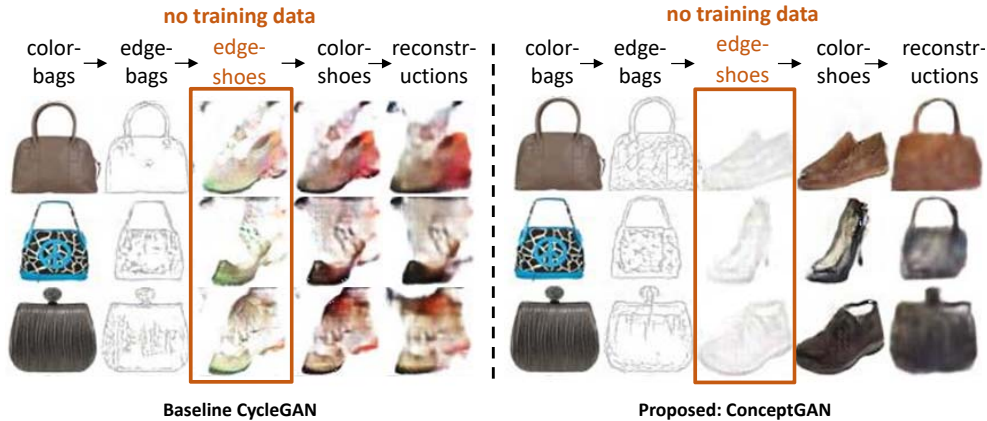 no training data
color-bags → edge-bags → edge-shoes → color-shoes → reconstr-uctions
Baseline CycleGAN
no training data
color-bags → edge-bags → edge-shoes → color-shoes → reconstr-uctions
Proposed: ConceptGAN